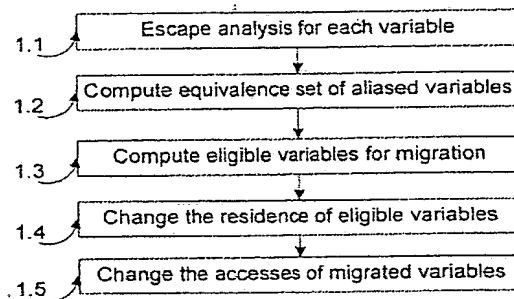 1.1 Escape analysis for each variable
1.2 Compute equivalence set of aliased variables
1.3 Compute eligible variables for migration
1.4 Change the residence of eligible variables
1.5 Change the accesses of migrated variables